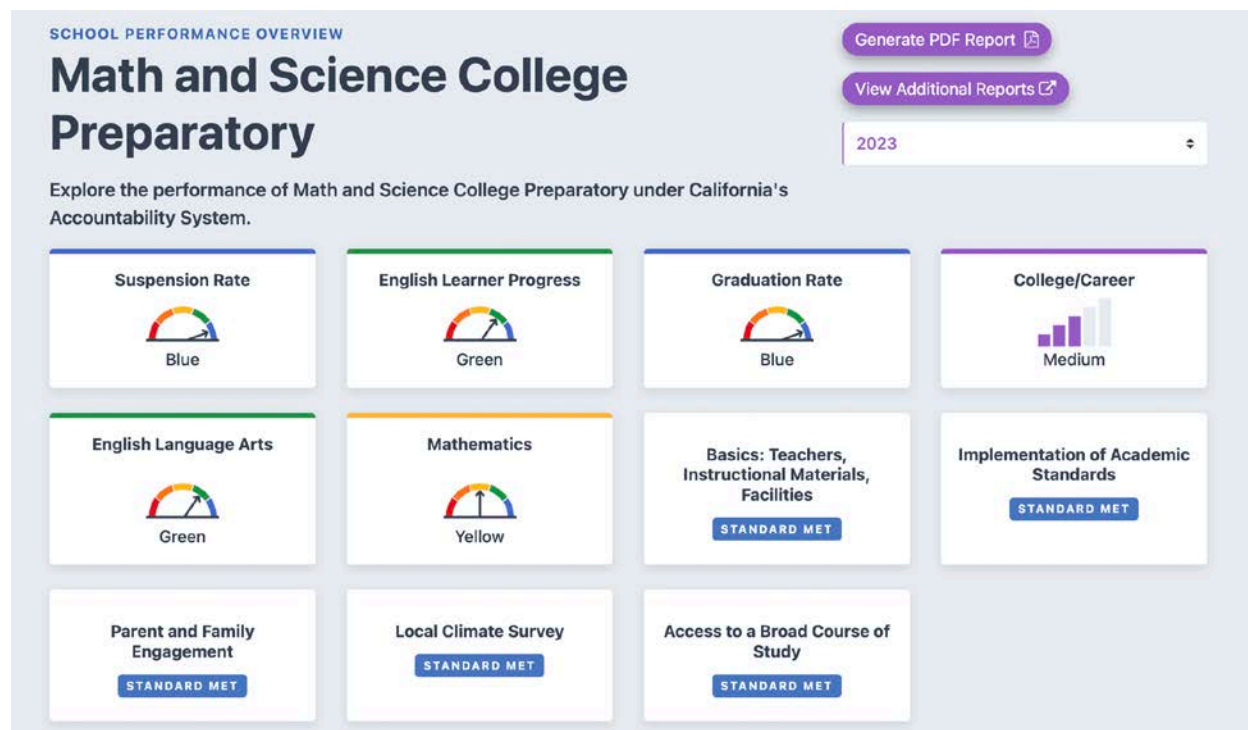 SCHOOL PERFORMANCE OVERVIEW
Math and Science College
Preparatory
Explore the performance of Math and Science College Preparatory under California's
Accountability System.
Generate PDF Report
View Additional Reports
2023
Suspension Rate
Blue
English Learner Progress
Green
Graduation Rate
Blue
College/Career
Medium
English Language Arts
Green
Mathematics
Yellow
Basics: Teachers,
Instructional Materials,
Facilities
STANDARD MET
Implementation of Academic
Standards
STANDARD MET
Parent and Family
Engagement
STANDARD MET
Local Climate Survey
STANDARD MET
Access to a Broad Course of
Study
STANDARD MET